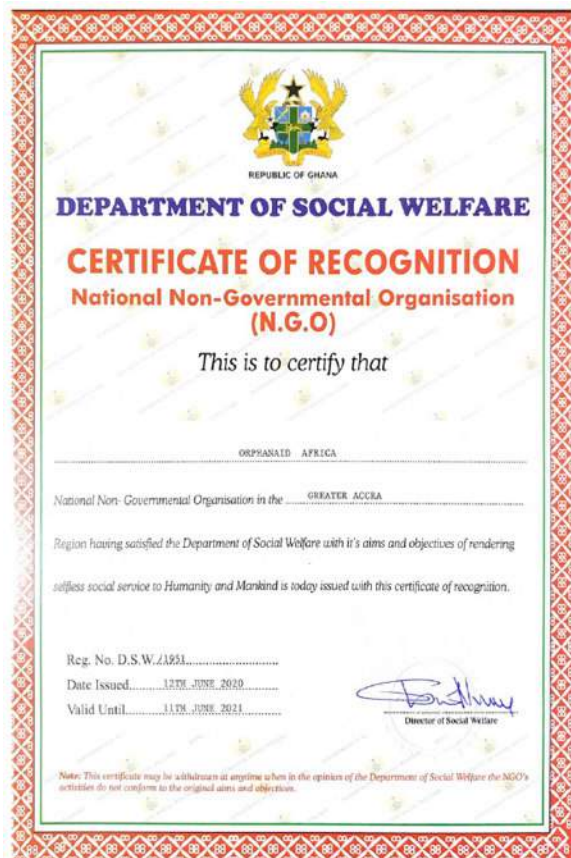 REPUBLIC OF GHANA
DEPARTMENT OF SOCIAL WELFARE
CERTIFICATE OF RECOGNITION
National Non-Governmental Organisation
(N.G.O)
This is to certify that
ORPHANAID AFRICA
National Non- Governmental Organisation in the GREATER ACCRA
Region having satisfied the Department of Social Welfare with it's aims and objectives of rendering
selfless social service to Humanity and Mankind is today issued with this certificate of recognition.
Reg. No. D.S.W./1951
Date Issued 12TH JUNE 2020
Valid Until 11TH JUNE 2021
Director of Social Welfare
Note: This certificate may be withdrawn at anytime when in the opinion of the Department of Social Welfare the NGO's
activities do not conform to the original aims and objectives.